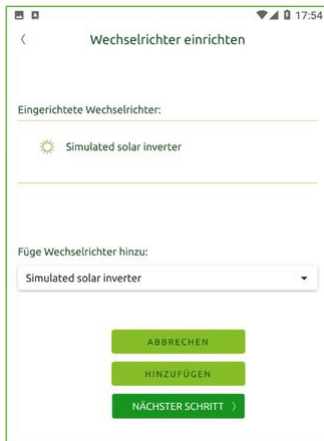 17:54
Wechselrichter einrichten
Eingerichtete Wechselrichter:
Simulated solar inverter
Füge Wechselrichter hinzu:
Simulated solar inverter
ABBRECHEN
HINZUFÜGEN
NÄCHSTER SCHRITT